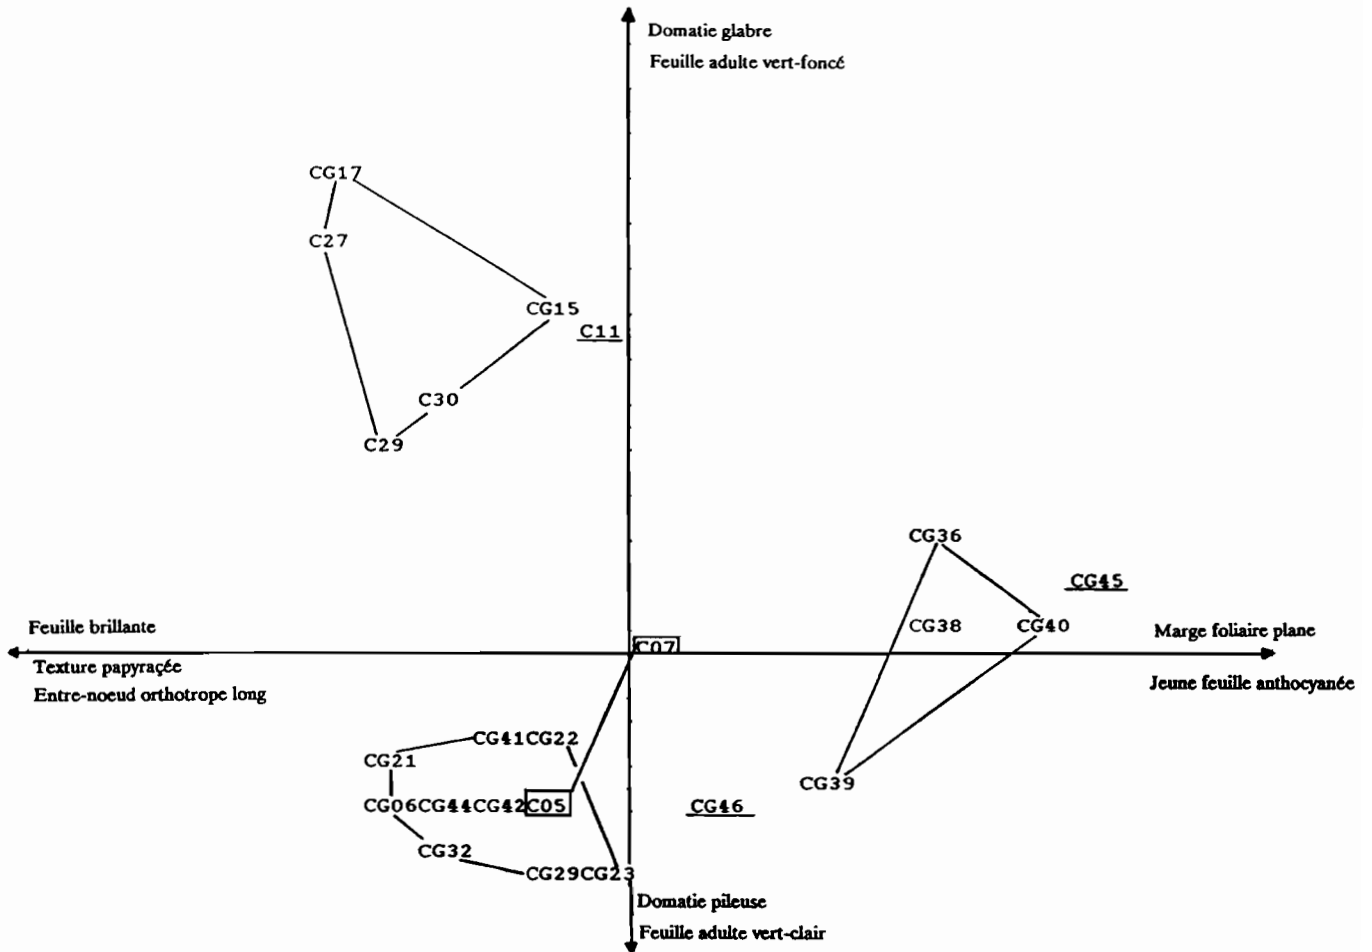 Domatie glabre
Feuille adulte vert-foncé
CG17
C27
CG15
C11
C30
C29
CG36
CG45
Feuille brillante
CG38
CG40
Marge foliaire plane
C07
Texture papyraçée
Jeune feuille anthocyanée
Entre-noeud orthotrope long
CG41CG22
CG21
CG39
CG06CG44CG42C05
CG46
CG32
CG29CG23
Domatie pileuse
Feuille adulte vert-clair